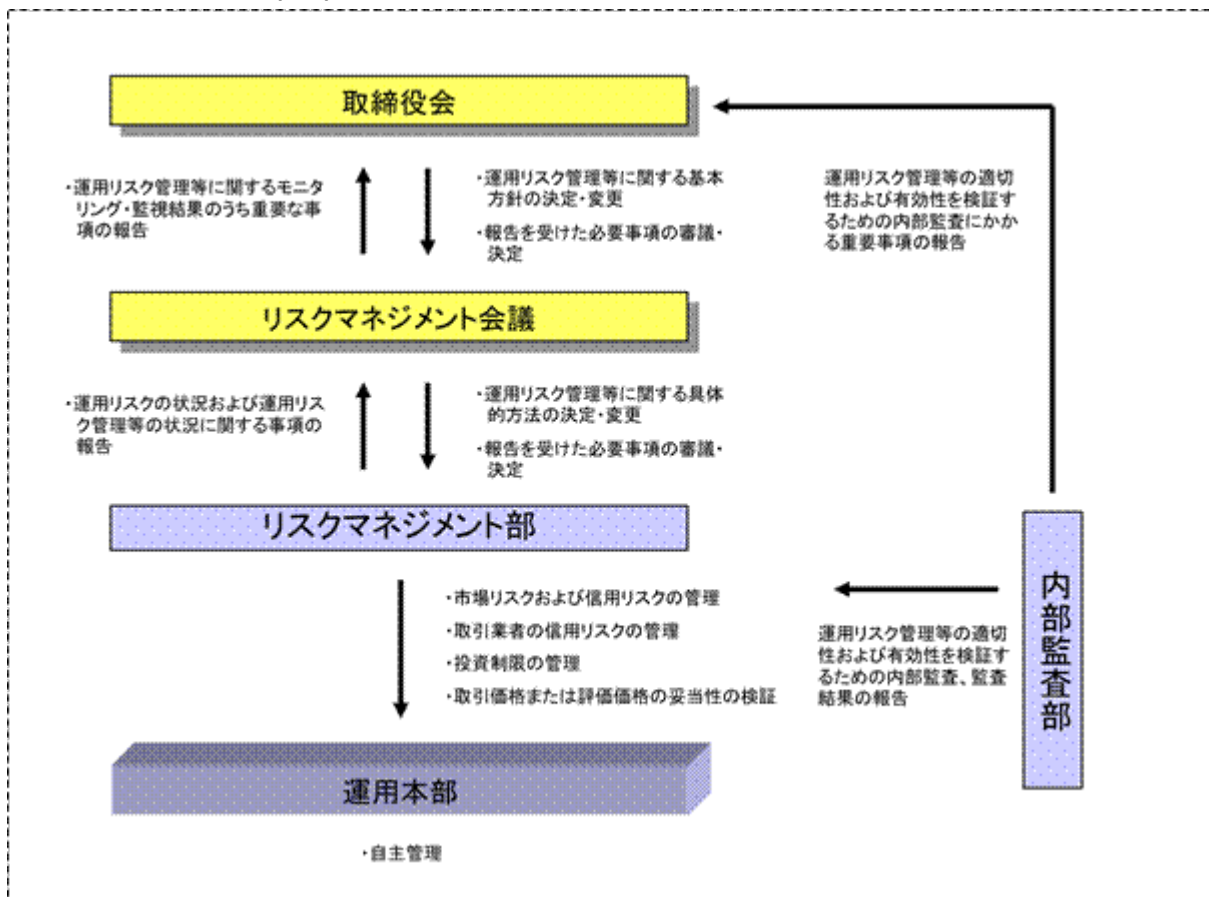 取締役会
・運用リスク管理等に関するモニ
タリング・監視結果のうち重要な事
項の報告
・運用リスク管理等に関する基本
方針の決定・変更
・報告を受けた必要事項の審議・
決定
運用リスク管理等の適切
性および有効性を検証す
るための内部監査にかか
る重要事項の報告
リスクマネジメント会議
・運用リスクの状況および運用リス
ク管理等の状況に関する事項の
報告
・運用リスク管理等に関する具体
的方法の決定・変更
・報告を受けた必要事項の審議・
決定
リスクマネジメント部
・市場リスクおよび信用リスクの管理
・取引業者の信用リスクの管理
・投資制限の管理
・取引価格または評価価格の妥当性の検証
運用リスク管理等の適切
性および有効性を検証す
るための内部監査、監査
結果の報告
内部監査部
運用本部
・自主管理